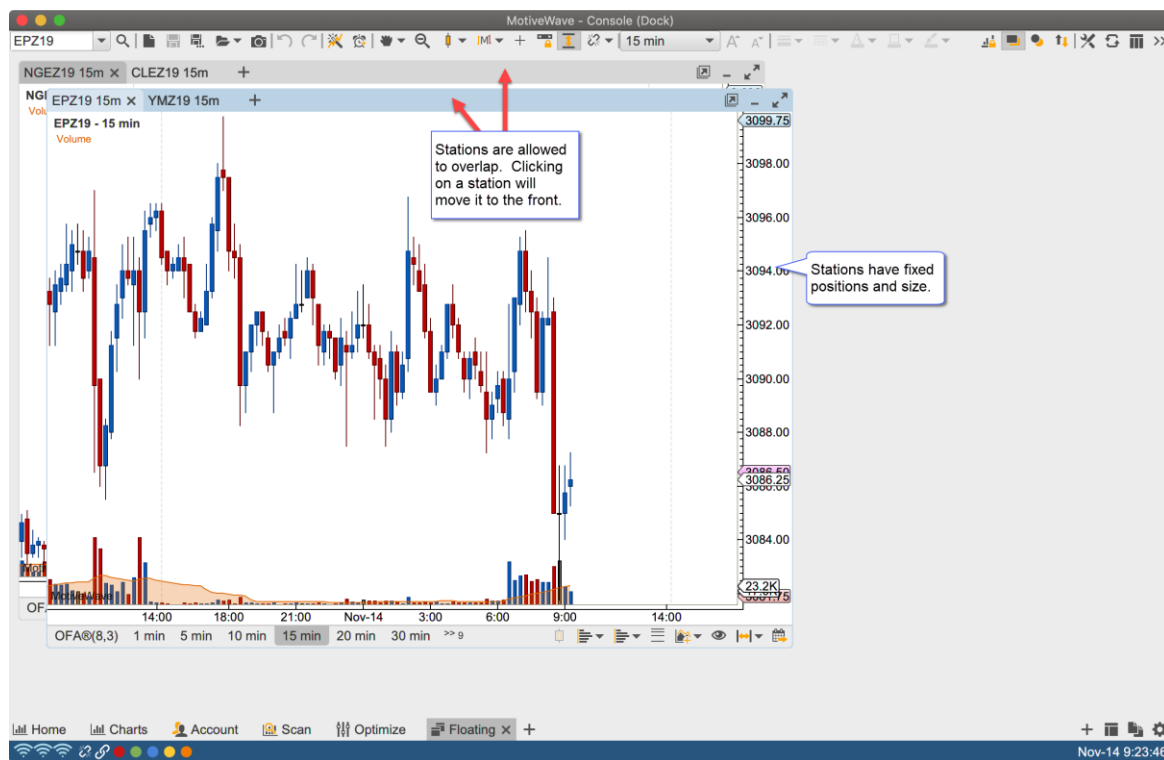 MotiveWave - Console (Dock)
EPZ19
15 min
NGEZ19 15m
CLEZ19 15m
EPZ19 15m
YMZ19 15m
EPZ19 - 15 min
Volume
Stations are allowed
to overlap. Clicking
on a station will
move it to the front.
Stations have fixed
positions and size.
3099.75
3098.00
3096.00
3094.00
3092.00
3090.00
3088.00
3086.50
3086.25
3086.00
3084.00
23.2K
MotiveWave
14:00
18:00
21:00
Nov-14
3:00
6:00
9:00
14:00
OFA®(8,3)
1 min
5 min
10 min
15 min
20 min
30 min
>> 9
Home
Charts
Account
Scan
Optimize
Floating
Nov-14 9:23:46